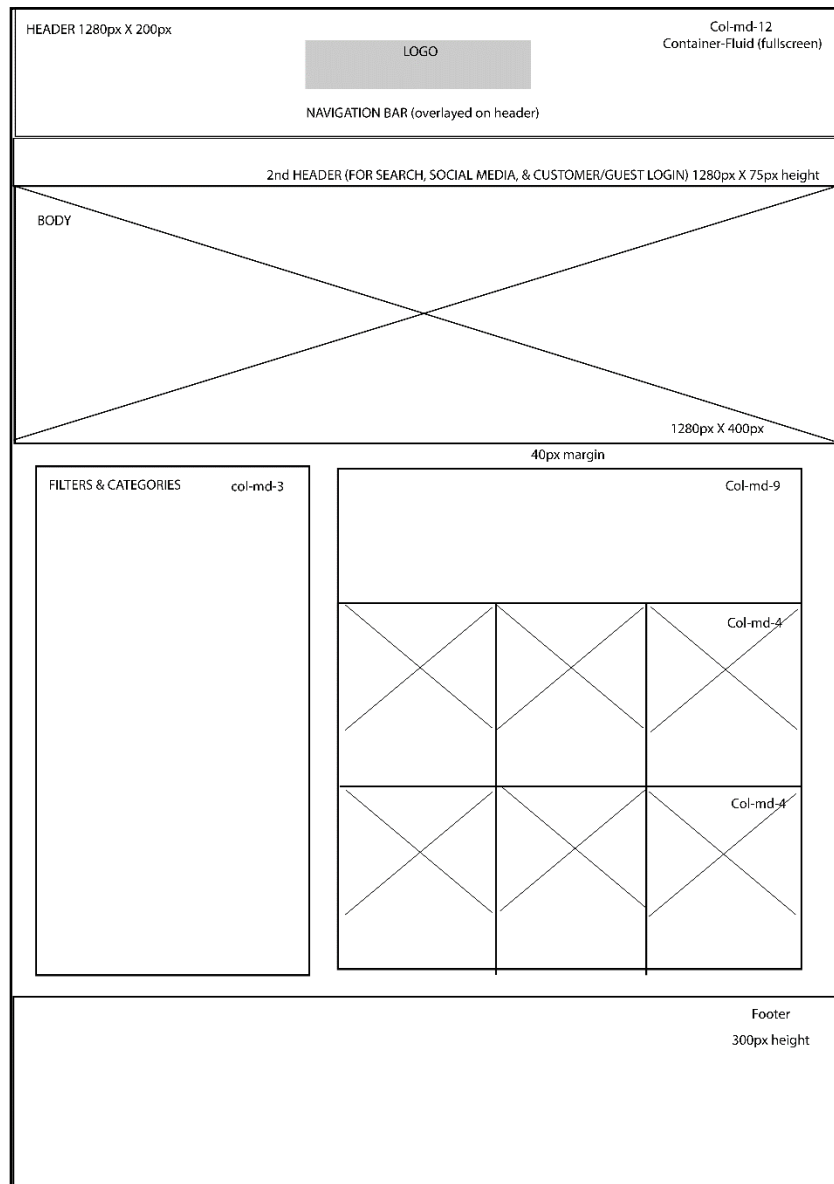 HEADER 1280px X 200px
Col-md-12
Container-Fluid (fullscreen)
LOGO
NAVIGATION BAR (overlayed on header)
2nd HEADER (FOR SEARCH, SOCIAL MEDIA, & CUSTOMER/GUEST LOGIN) 1280px X 75px height
BODY
1280px X 400px
40px margin
FILTERS & CATEGORIES col-md-3
Col-md-9
Col-md-4
Col-md-4
Footer
300px height